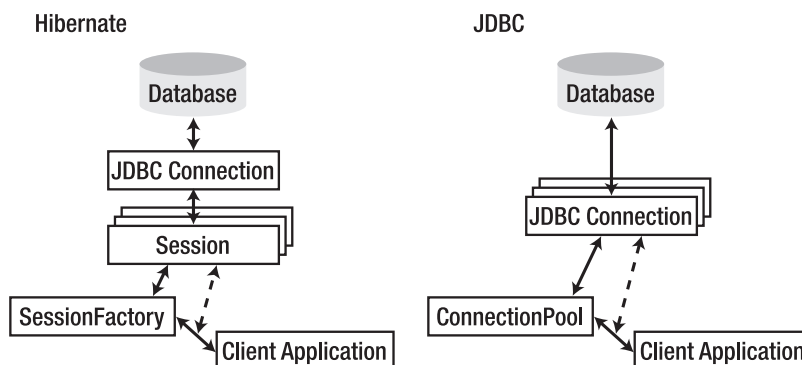 Hibernate
Database
JDBC Connection
Session
SessionFactory
Client Application
JDBC
Database
JDBC Connection
ConnectionPool
Client Application